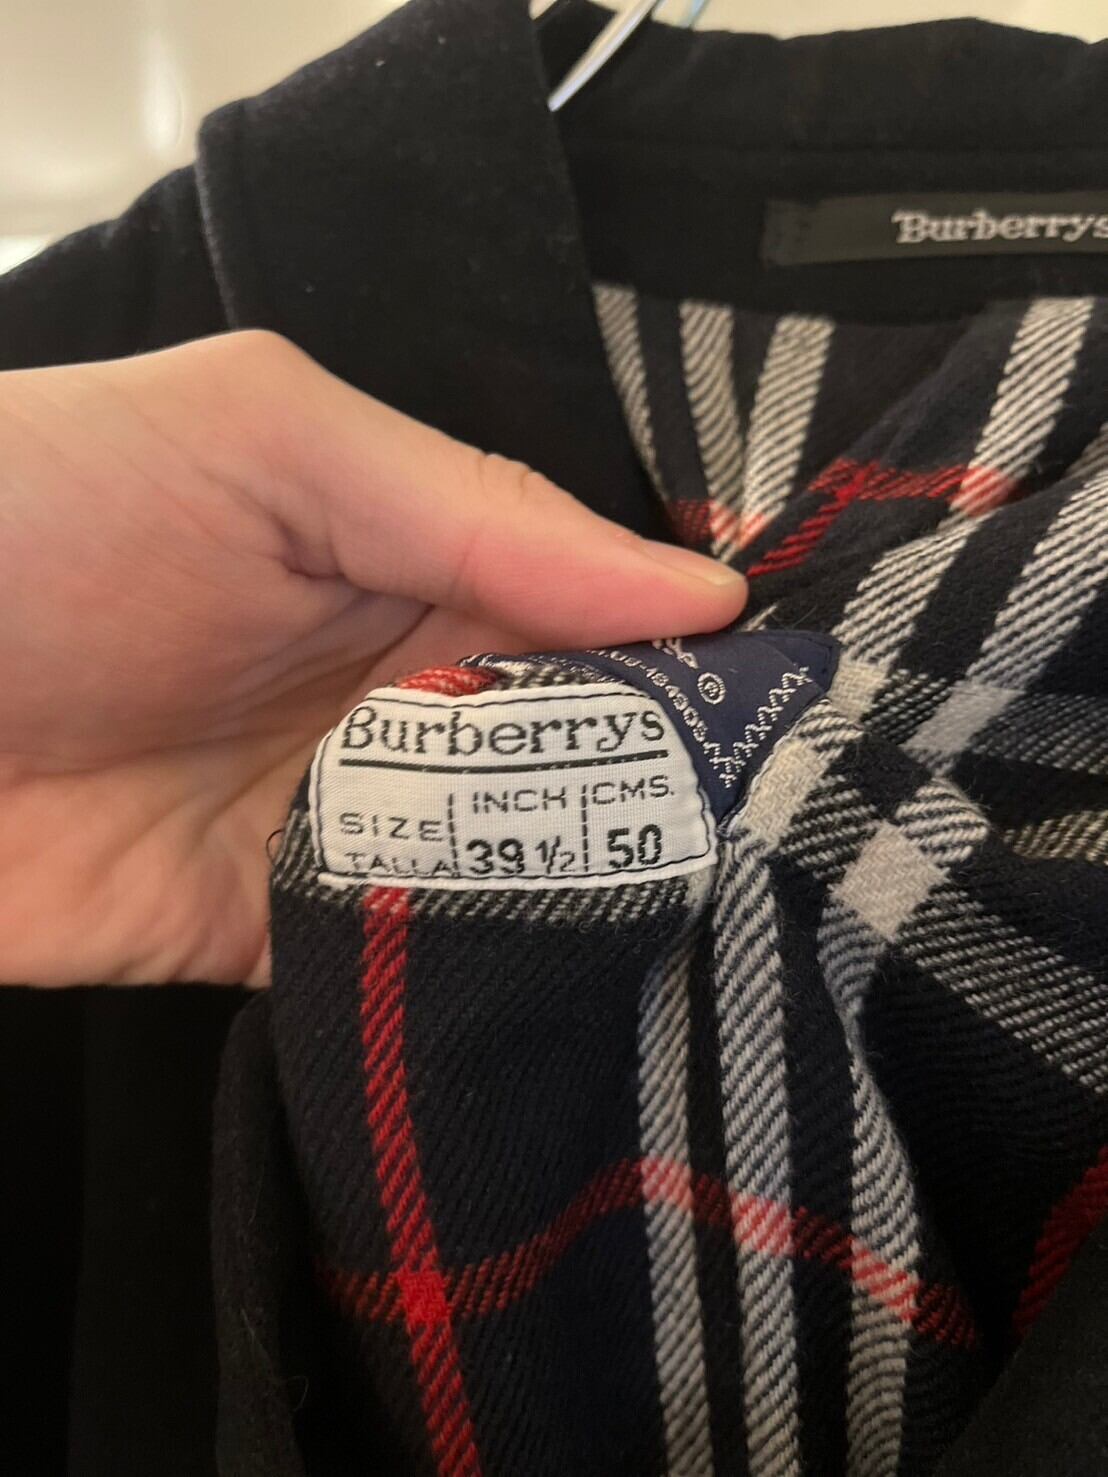 Burberrys
Burberrys
INCH CMS.
SIZE
TALLA 39 1/2 50
®